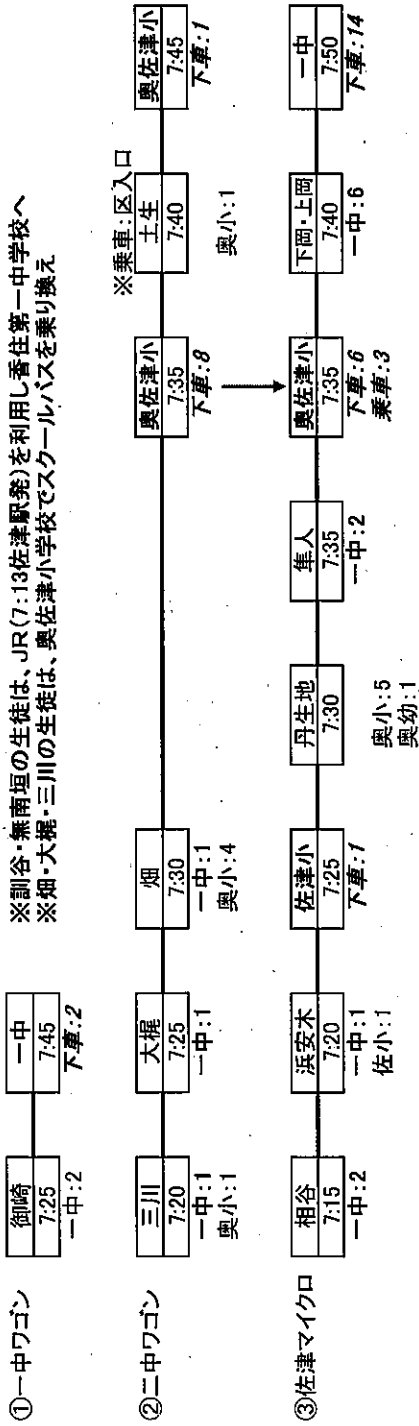 ※訓谷・無南垣の生徒は、JR(7:13佐津駅発)を利用し香住第一中学校へ
※畑・大梶・三川の生徒は、奥佐津小学校でスクールバスを乗り換え
①一中ワゴン
御崎 一中
7:25 7:45
一中:2 下車:2
②二中ワゴン
※乗車:区入口
三川 大梶 畑 奥佐津小 土生 奥佐津小
7:20 7:25 7:30 7:35 7:40 7:45
一中:1 一中:1 一中:1 下車:8 下車:1
奥小:1 奥小:4 奥小:1
③佐津マイクロ
相谷 浜安木 佐津小 丹生地 隼人 奥佐津小 下岡・上岡 一中
7:15 7:20 7:25 7:30 7:35 7:35 7:40 7:50
一中:2 一中:1 下車:1 一中:2 下車:6 一中:6 下車:14
佐小:1 奥小:5 乗車:3
奥幼:1